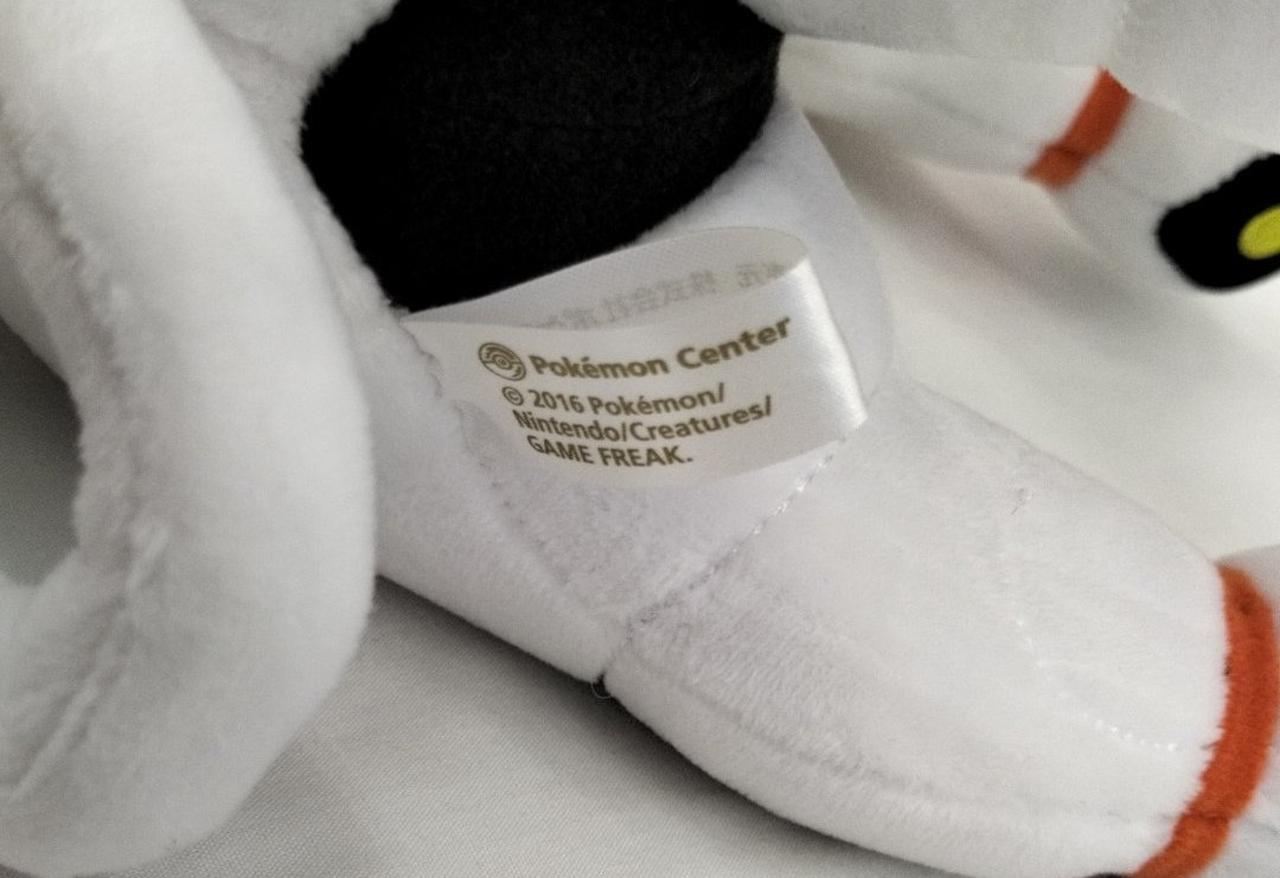 Pokémon Center
© 2016 Pokémon/
Nintendo/Creatures/
GAME FREAK.